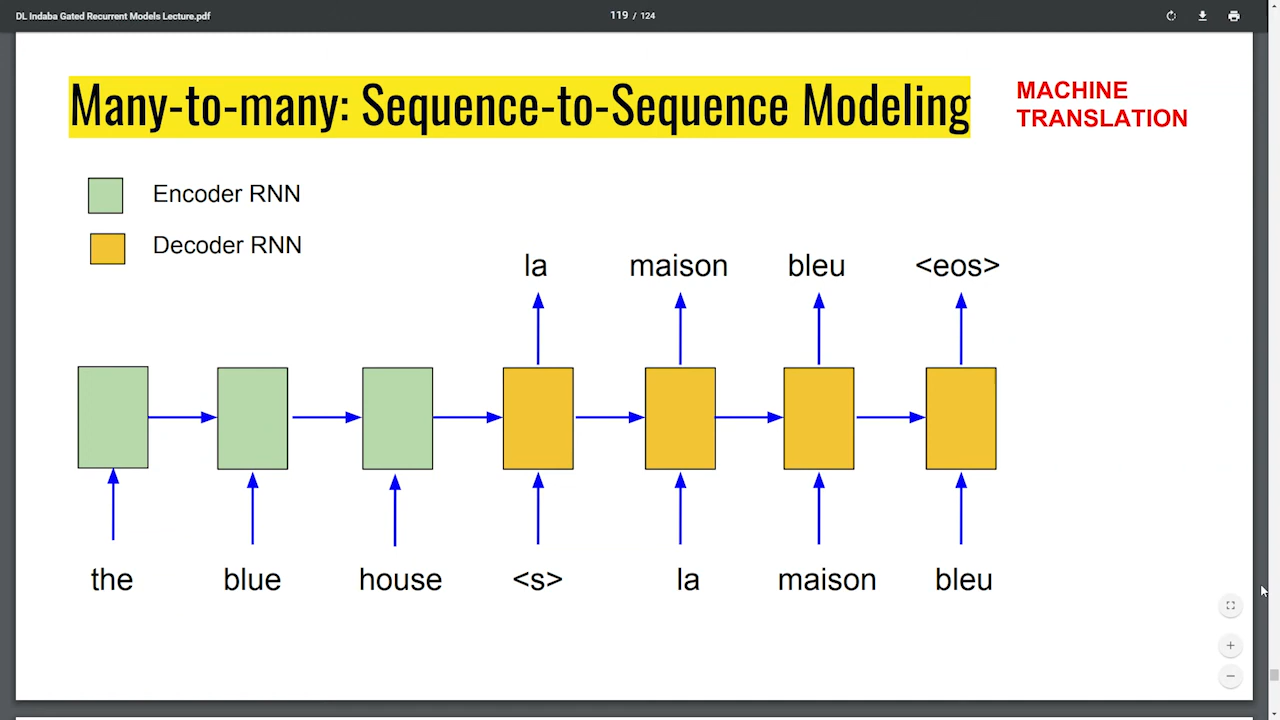 DL Indaba Gated Recurrent Models Lecture.pdf
119 / 124
Many-to-many: Sequence-to-Sequence Modeling
MACHINE
TRANSLATION
Encoder RNN
Decoder RNN
la maison bleu <eos>
the blue house <s> la maison bleu